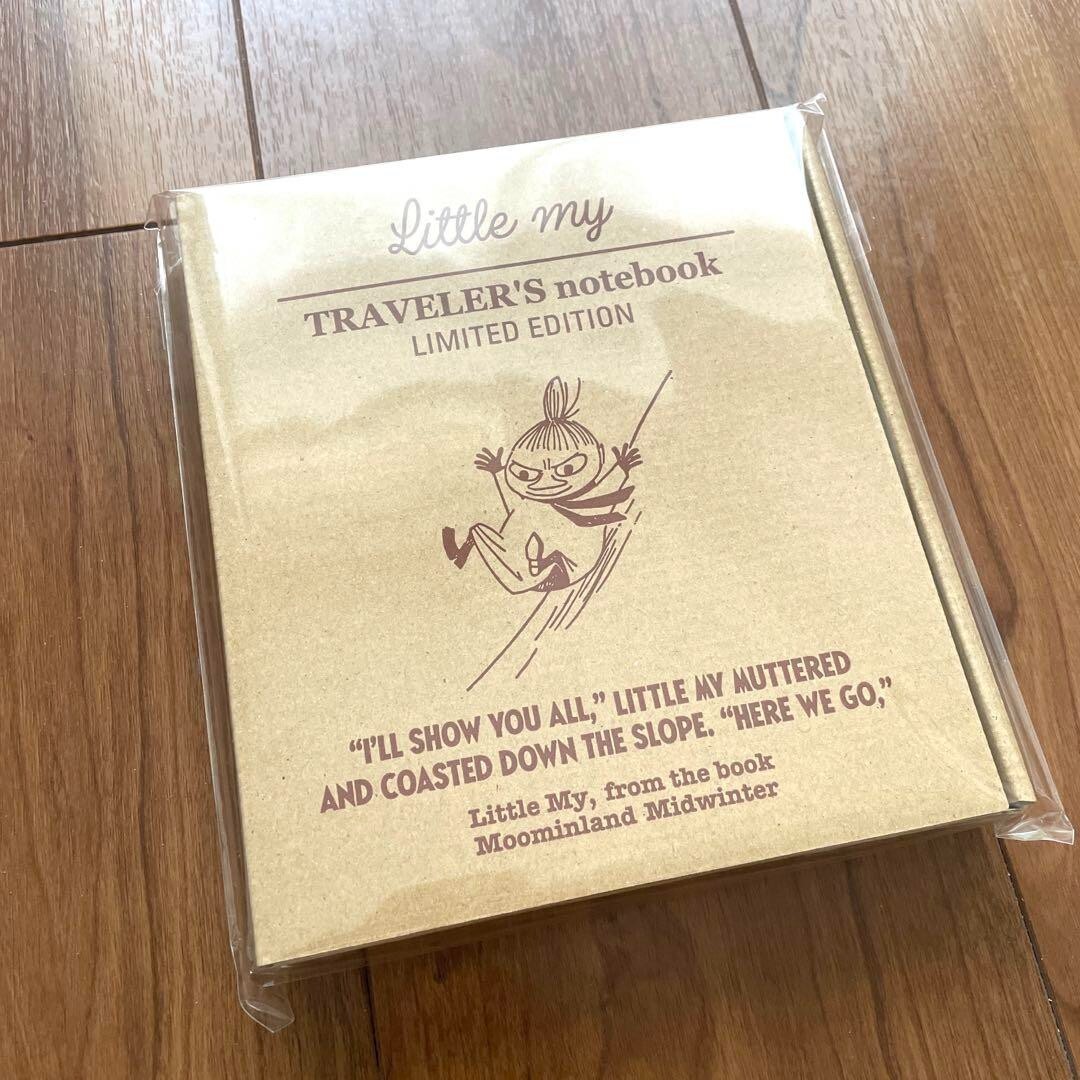 Little my
TRAVELER'S notebook
LIMITED EDITION
“I'LL SHOW YOU ALL,” LITTLE MY MUTTERED
AND COASTED DOWN THE SLOPE. “HERE WE GO,”
Little My, from the book
Moominland Midwinter